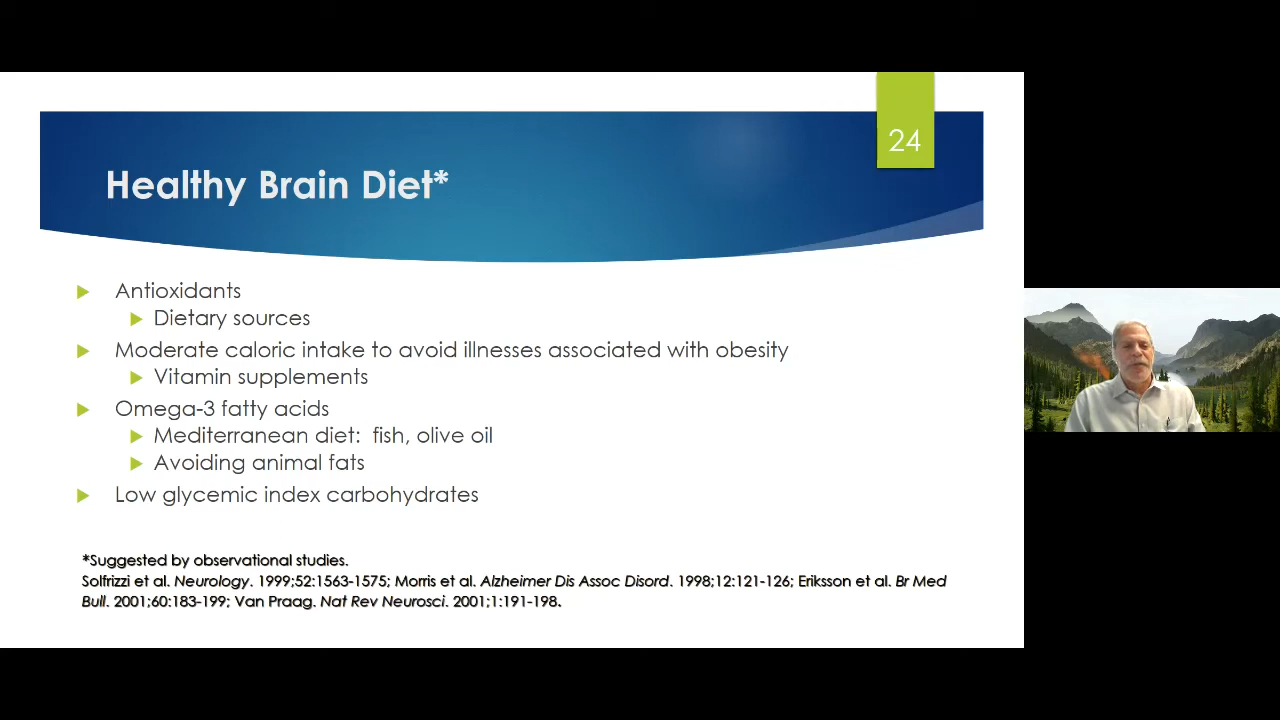 24
Healthy Brain Diet*
Antioxidants
Dietary sources
Moderate caloric intake to avoid illnesses associated with obesity
Vitamin supplements
Omega-3 fatty acids
Mediterranean diet:  fish, olive oil
Avoiding animal fats
Low glycemic index carbohydrates
*Suggested by observational studies.
Solfrizzi et al. Neurology. 1999;52:1563-1575; Morris et al. Alzheimer Dis Assoc Disord. 1998;12:121-126; Eriksson et al. Br Med
Bull. 2001;60:183-199; Van Praag. Nat Rev Neurosci. 2001;1:191-198.